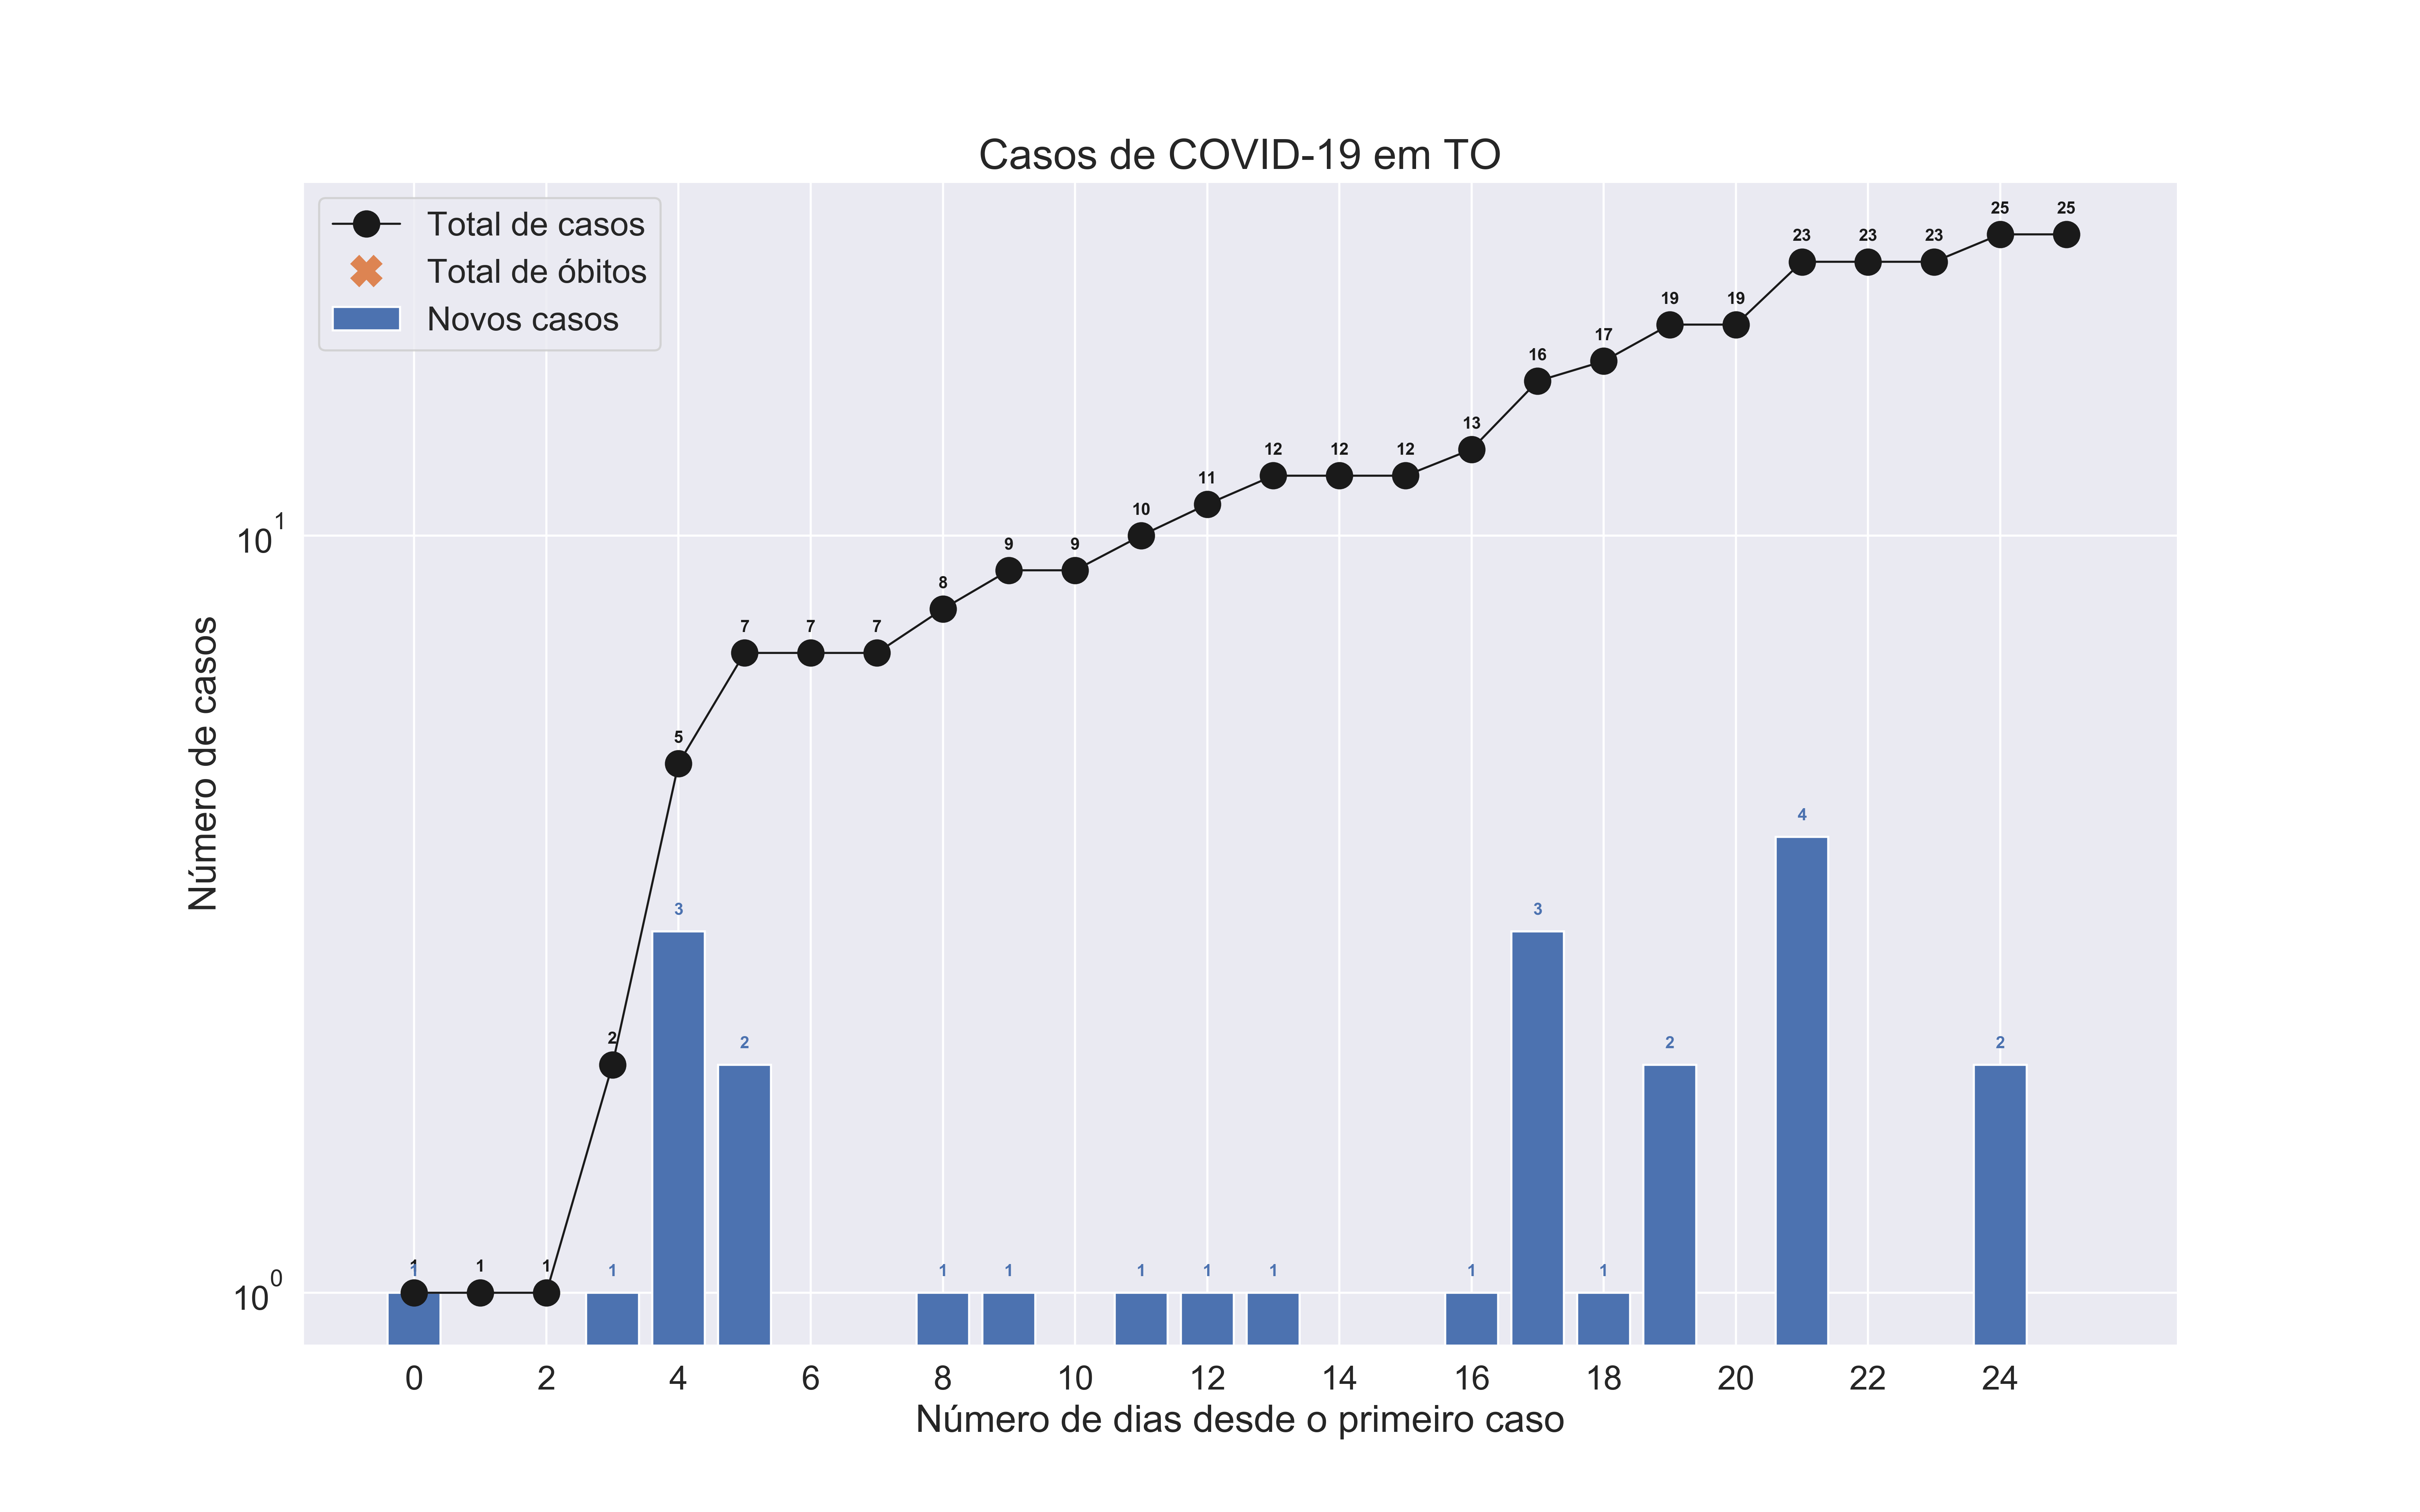 Casos de COVID-19 em TO
Total de casos
Total de óbitos
Novos casos
25 25
23 23 23
19 19
17
16
13
12 12 12
11
10
9 9
8
7 7 7
5
4
3 3
2
2 2 2
1 1 1
1 1 1 1 1 1 1 1 1
10^1
10^0
Número de casos
0 2 4 6 8 10 12 14 16 18 20 22 24
Número de dias desde o primeiro caso